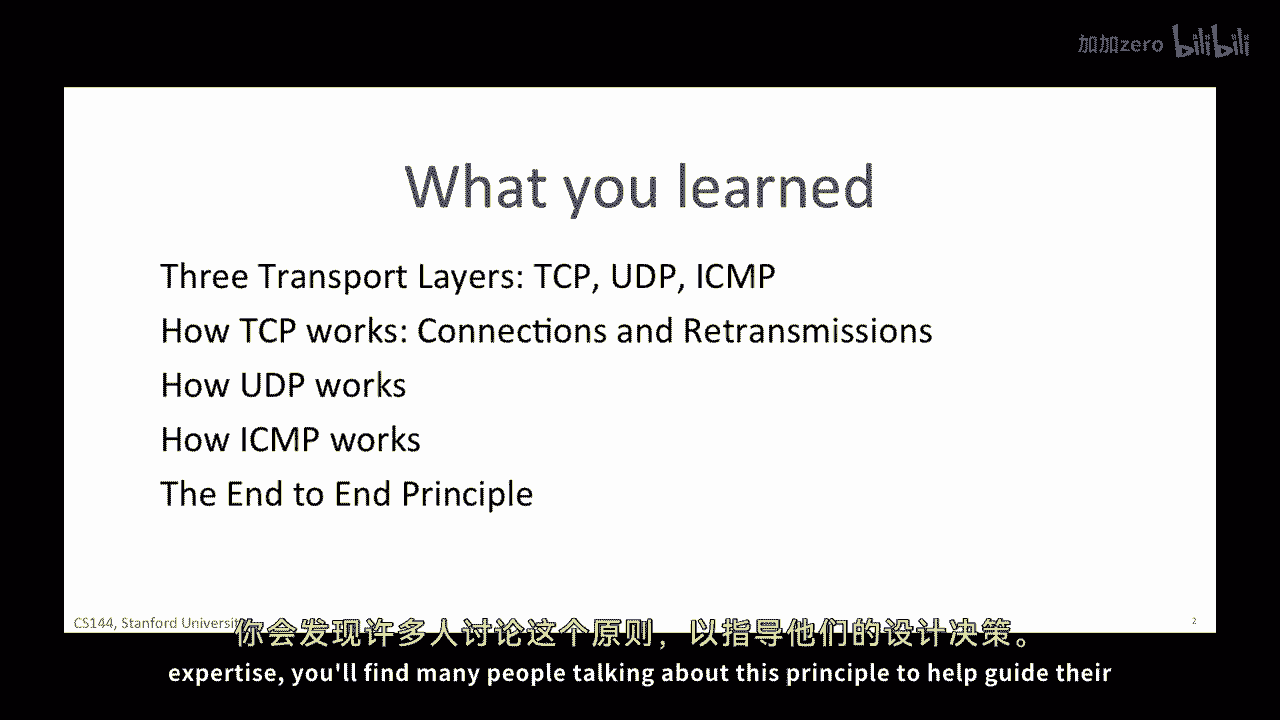 加加zero bilibili
What you learned
Three Transport Layers: TCP, UDP, ICMP
How TCP works: Connections and Retransmissions
How UDP works
How ICMP works
The End to End Principle
CS144, Stanford University
2
你会发现许多人讨论这个原则，以指导他们的设计决策。
expertise, you'll find many people talking about this principle to help guide their